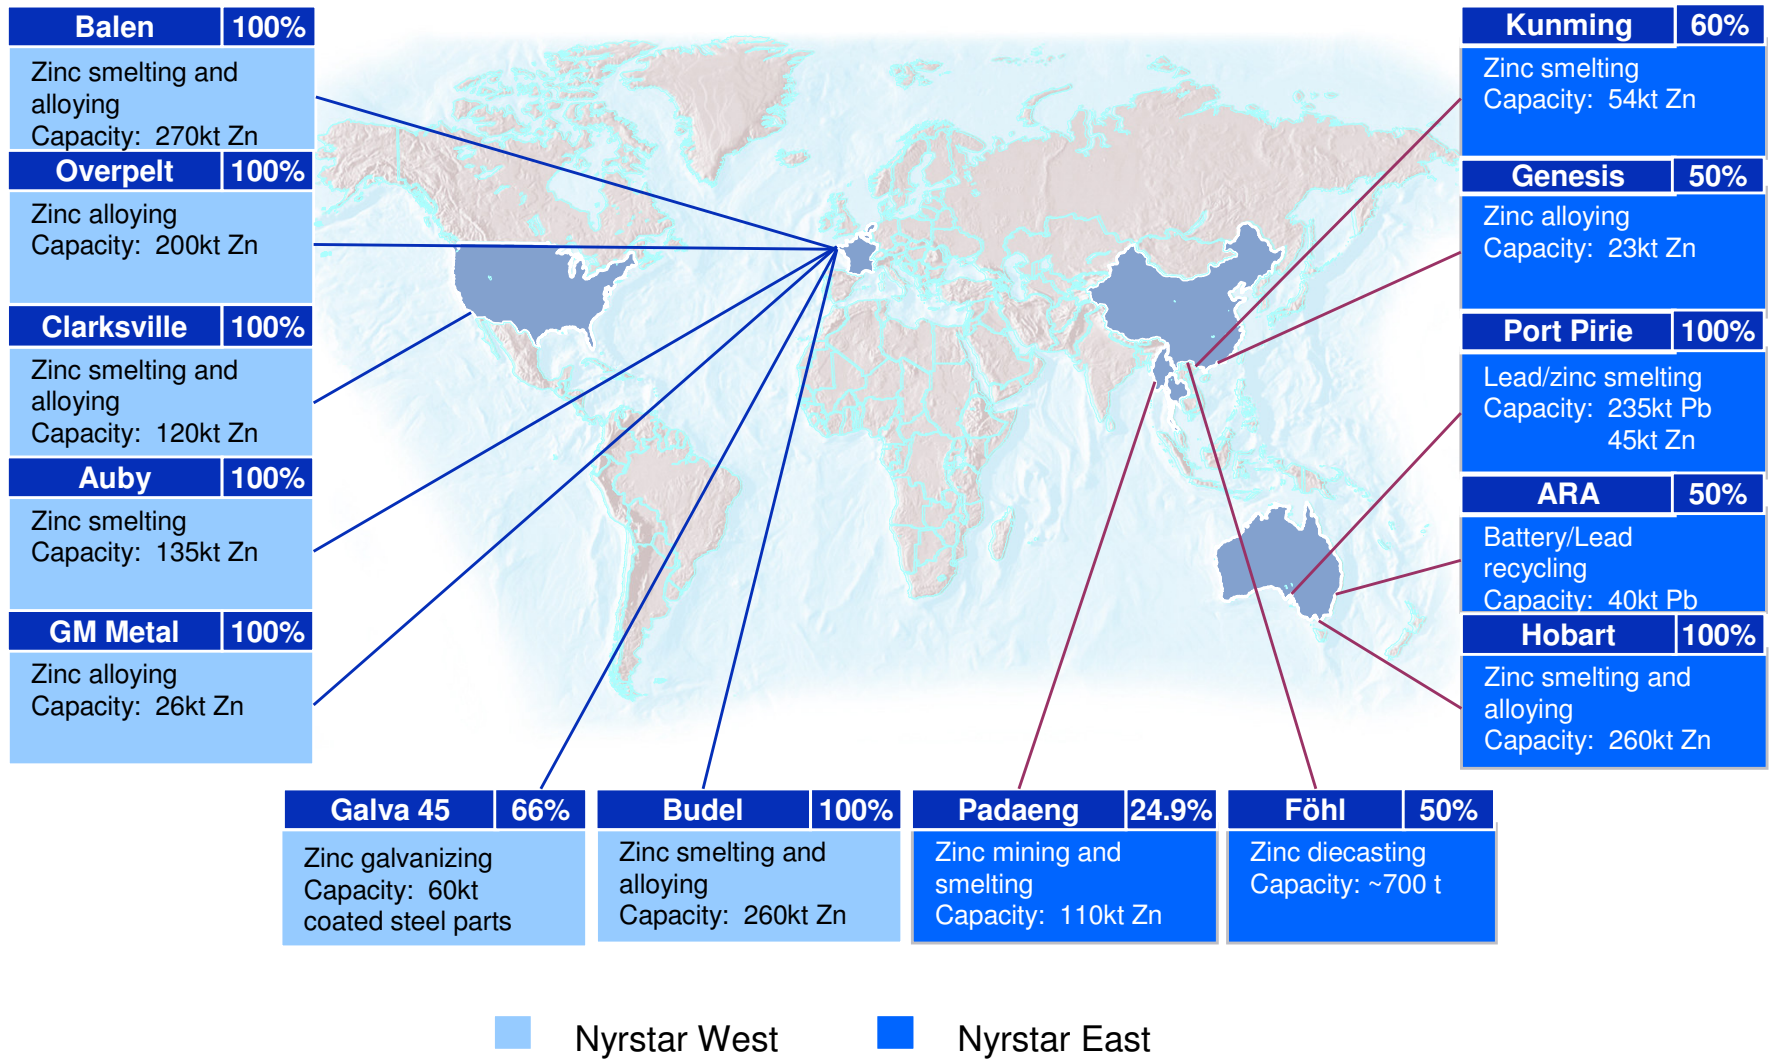 Balen 100%
Zinc smelting and
alloying
Capacity: 270kt Zn
Overpelt 100%
Zinc alloying
Capacity: 200kt Zn
Clarksville 100%
Zinc smelting and
alloying
Capacity: 120kt Zn
Auby 100%
Zinc smelting
Capacity: 135kt Zn
GM Metal 100%
Zinc alloying
Capacity: 26kt Zn
Galva 45 66%
Zinc galvanizing
Capacity: 60kt
coated steel parts
Budel 100%
Zinc smelting and
alloying
Capacity: 260kt Zn
Padaeng 24.9%
Zinc mining and
smelting
Capacity: 110kt Zn
Föhl 50%
Zinc diecasting
Capacity: ~700 t
Kunming 60%
Zinc smelting
Capacity: 54kt Zn
Genesis 50%
Zinc alloying
Capacity: 23kt Zn
Port Pirie 100%
Lead/zinc smelting
Capacity: 235kt Pb
45kt Zn
ARA 50%
Battery/Lead
recycling
Capacity: 40kt Pb
Hobart 100%
Zinc smelting and
alloying
Capacity: 260kt Zn
Nyrstar West
Nyrstar East